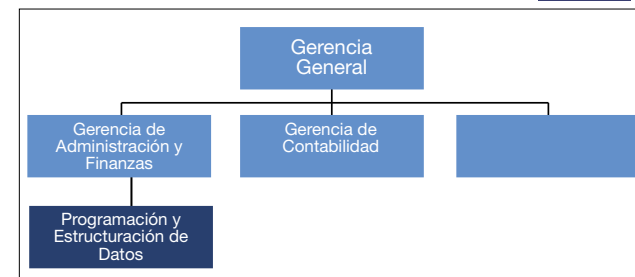 Gerencia
General
Gerencia de
Administración y
Finanzas
Gerencia de
Contabilidad
Programación y
Estructuración de
Datos